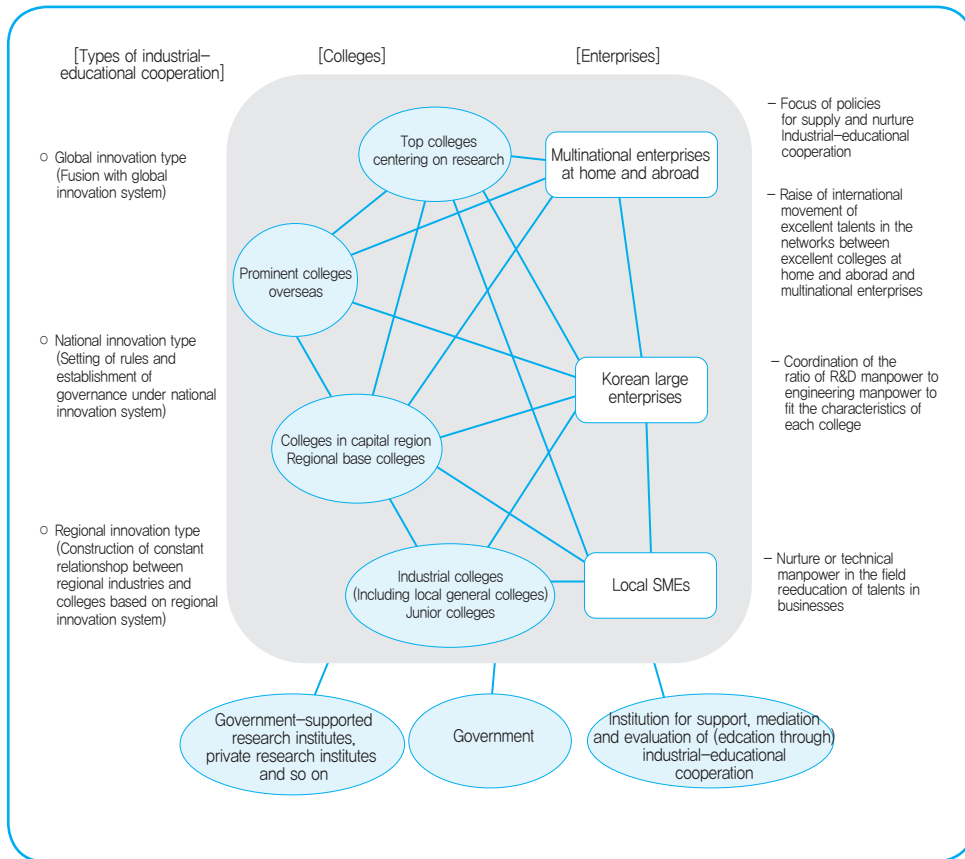 [Types of industrial–
educational cooperation]
[Colleges]
[Enterprises]
○ Global innovation type
(Fusion with global
innovation system)
○ National innovation type
(Setting of rules and
establishment of
governance under national
innovation system)
○ Regional innovation type
(Construction of constant
relationshop between
regional industries and
colleges based on regional
innovation system)
Top colleges
centering on research
Prominent colleges
overseas
Colleges in capital region
Regional base colleges
Industrial colleges
(Including local general colleges)
Junior colleges
Multinational enterprises
at home and abroad
Korean large
enterprises
Local SMEs
– Focus of policies
for supply and nurture
Industrial–educational
cooperation
– Raise of international
movement of
excellent talents in the
networks between
excellent colleges at
home and aborad and
multinational enterprises
– Coordination of the
ratio of R&D manpower to
engineering manpower to
fit the characteristics of
each college
– Nurture or technical
manpower in the field
reeducation of talents in
businesses
Government–supported
research institutes,
private research institutes
and so on
Government
Institution for support, mediation
and evaluation of (edcation through)
industrial–educational
cooperation